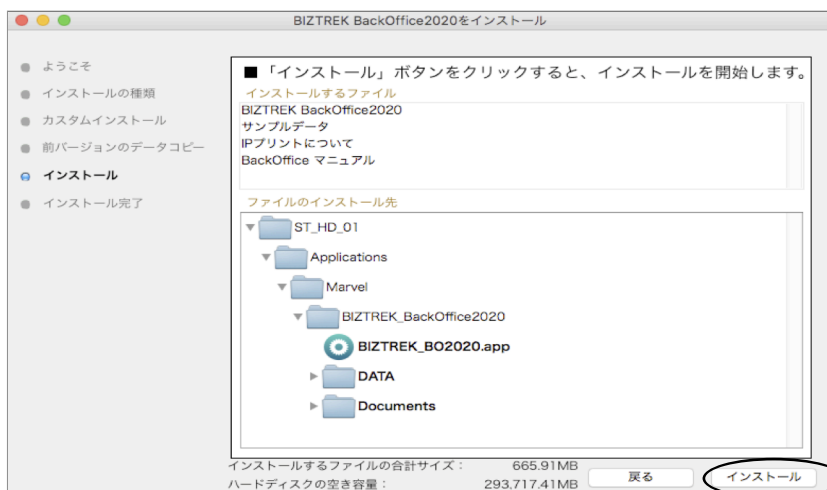 BIZTREK BackOffice2020をインストール
ようこそ
インストールの種類
カスタムインストール
前バージョンのデータコピー
インストール
インストール完了
■「インストール」ボタンをクリックすると、インストールを開始します。
インストールするファイル
BIZTREK BackOffice2020
サンプルデータ
IPプリントについて
BackOffice マニュアル
ファイルのインストール先
ST_HD_01
Applications
Marvel
BIZTREK_BackOffice2020
BIZTREK_BO2020.app
DATA
Documents
インストールするファイルの合計サイズ： 665.91MB
ハードディスクの空き容量： 293,717.41MB
戻る
インストール